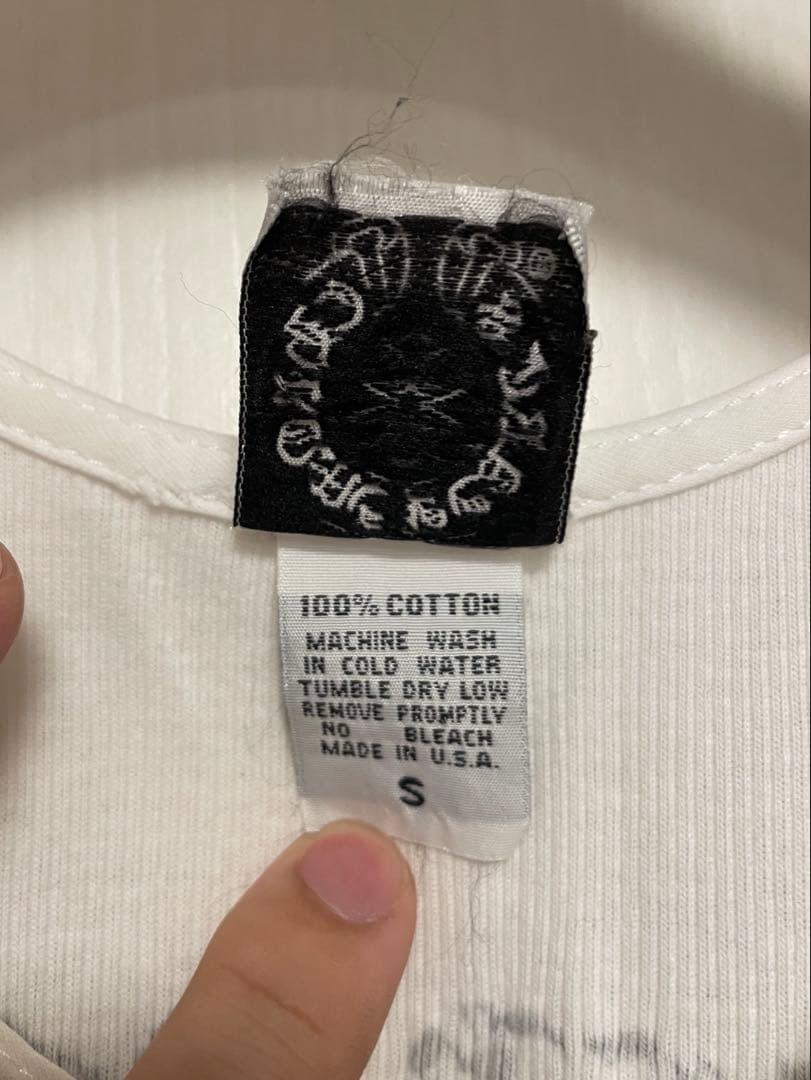 100% COTTON
MACHINE WASH
IN COLD WATER
TUMBLE DRY LOW
REMOVE PROMPTLY
NO BLEACH
MADE IN U.S.A.
S